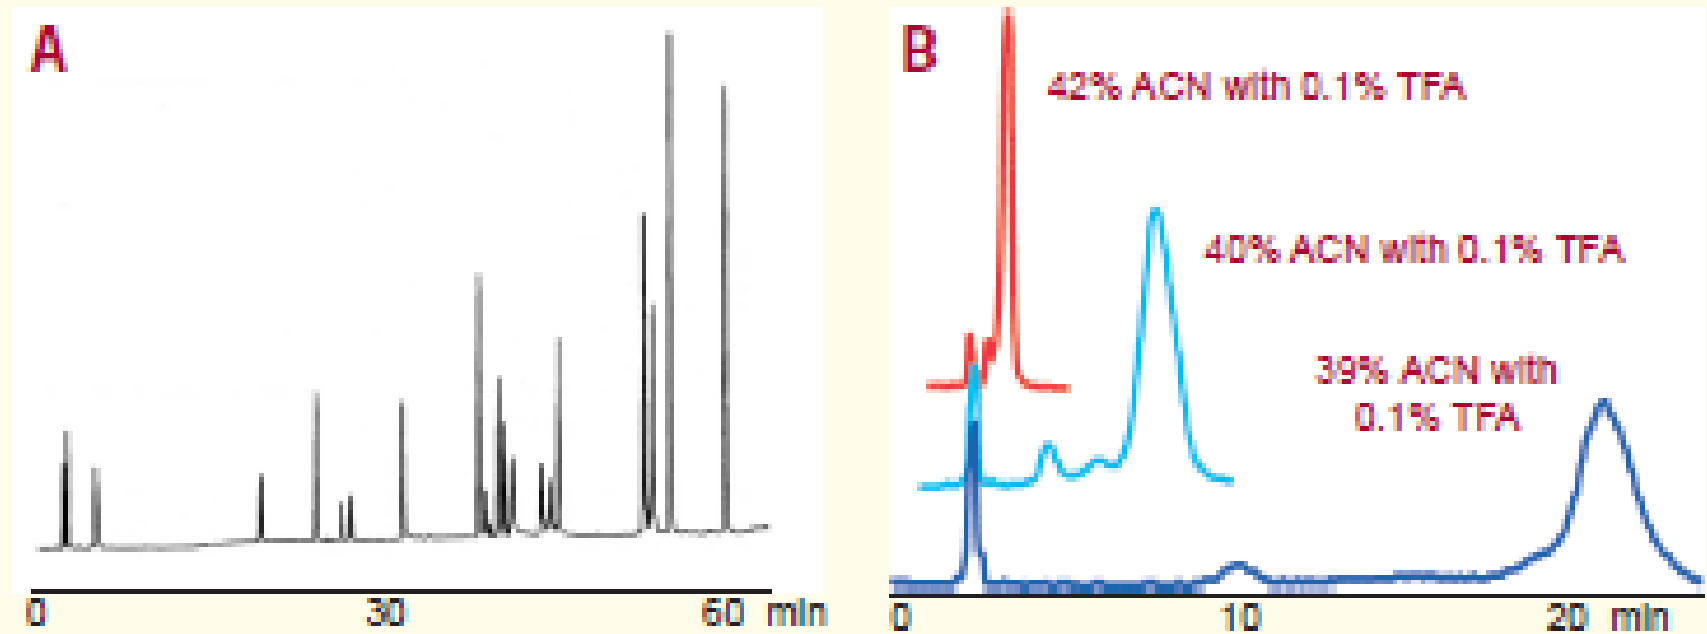 A
0 30 60 min
B
42% ACN with 0.1% TFA
40% ACN with 0.1% TFA
39% ACN with
0.1% TFA
0 10 20 min